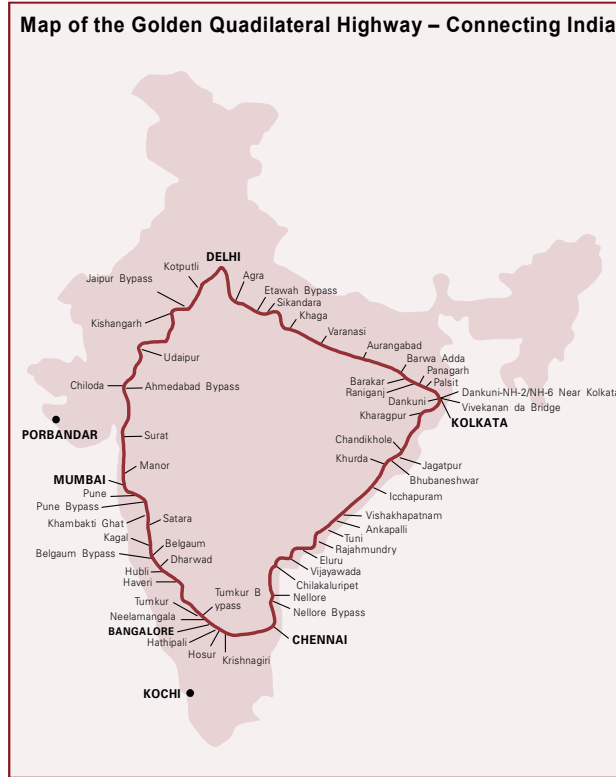 Map of the Golden Quadilateral Highway – Connecting India
DELHI
Kotputli
Jaipur Bypass
Agra
Etawah Bypass
Sikandara
Kishangarh
Khaga
Varanasi
Udaipur
Aurangabad
Barwa Adda
Panagarh
Barakar
Palsit
Raniganj
Chiloda
Ahmedabad Bypass
Dankuni-NH-2/NH-6 Near Kolkata
Dankuni
Vivekanan da Bridge
Kharagpur
KOLKATA
PORBANDAR
Surat
Chandikhole
Khurda
Jagatpur
Manor
Bhubaneshwar
MUMBAI
Pune
Icchapuram
Pune Bypass
Khambakti Ghat
Satara
Vishakhapatnam
Ankapalli
Kagal
Tuni
Belgaum
Rajahmundry
Belgaum Bypass
Dharwad
Eluru
Hubli
Vijayawada
Haveri
Chilakaluripet
Tumkur B
ypass
Nellore
Tumkur
Nellore Bypass
Neelamangala
BANGALORE
Hathipali
CHENNAI
Hosur
Krishnagiri
KOCHI